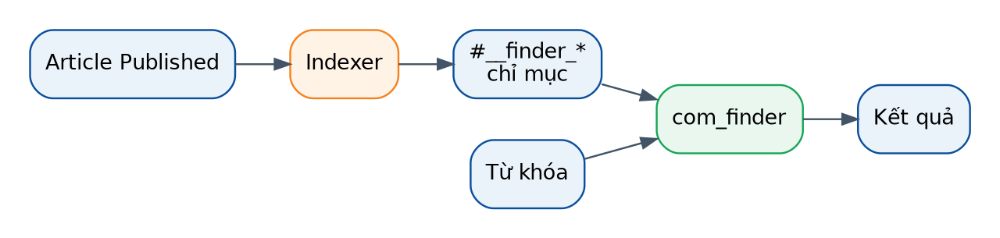 Article Published
Indexer
#__finder_*
chỉ mục
com_finder
Kết quả
Từ khóa